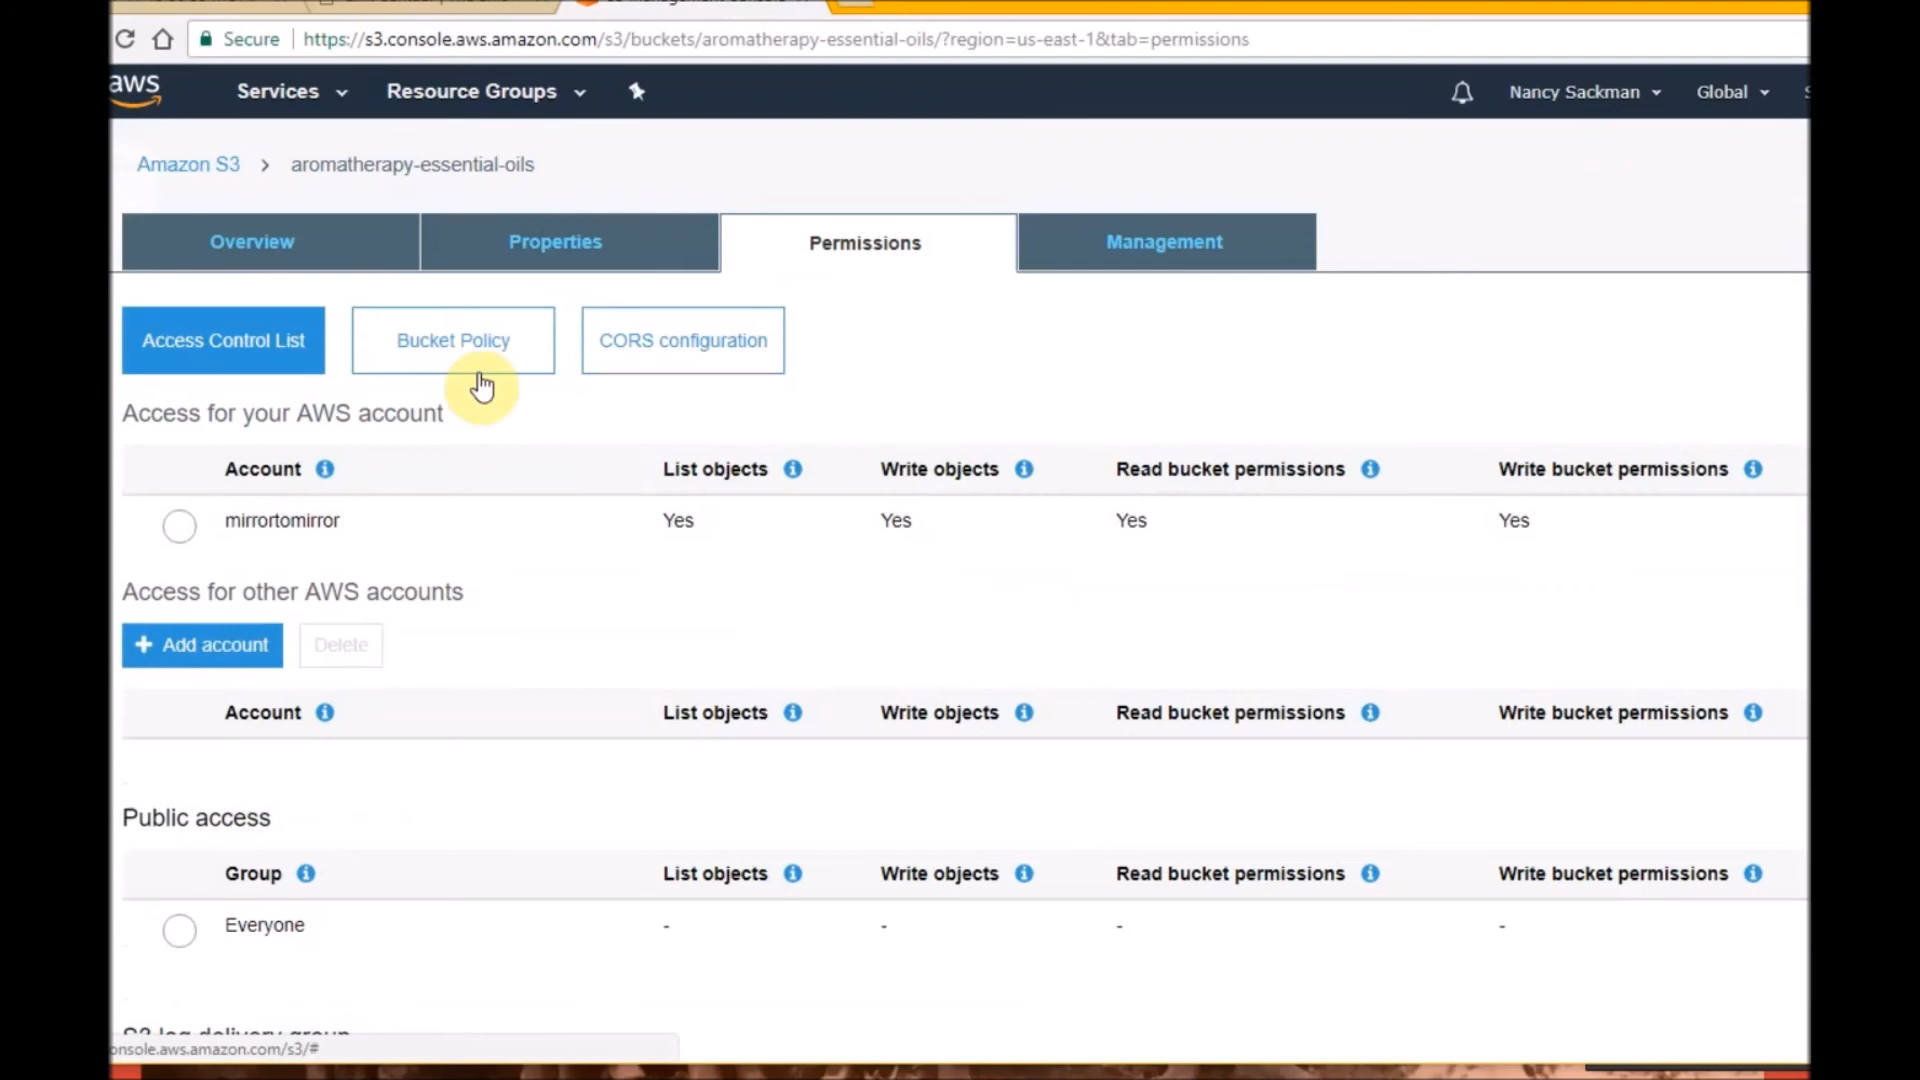 Secure https://s3.console.aws.amazon.com/s3/buckets/aromatherapy-essential-oils/?region=us-east-1&tab=permissions
aws Services Resource Groups Nancy Sackman Global
Amazon S3 > aromatherapy-essential-oils
Overview Properties Permissions Management
Access Control List Bucket Policy CORS configuration
Access for your AWS account
Account List objects Write objects Read bucket permissions Write bucket permissions
mirrortomirror Yes Yes Yes Yes
Access for other AWS accounts
+ Add account Delete
Account List objects Write objects Read bucket permissions Write bucket permissions
Public access
Group List objects Write objects Read bucket permissions Write bucket permissions
Everyone - - - -
S3 log delivery group
onsole.aws.amazon.com/s3/#